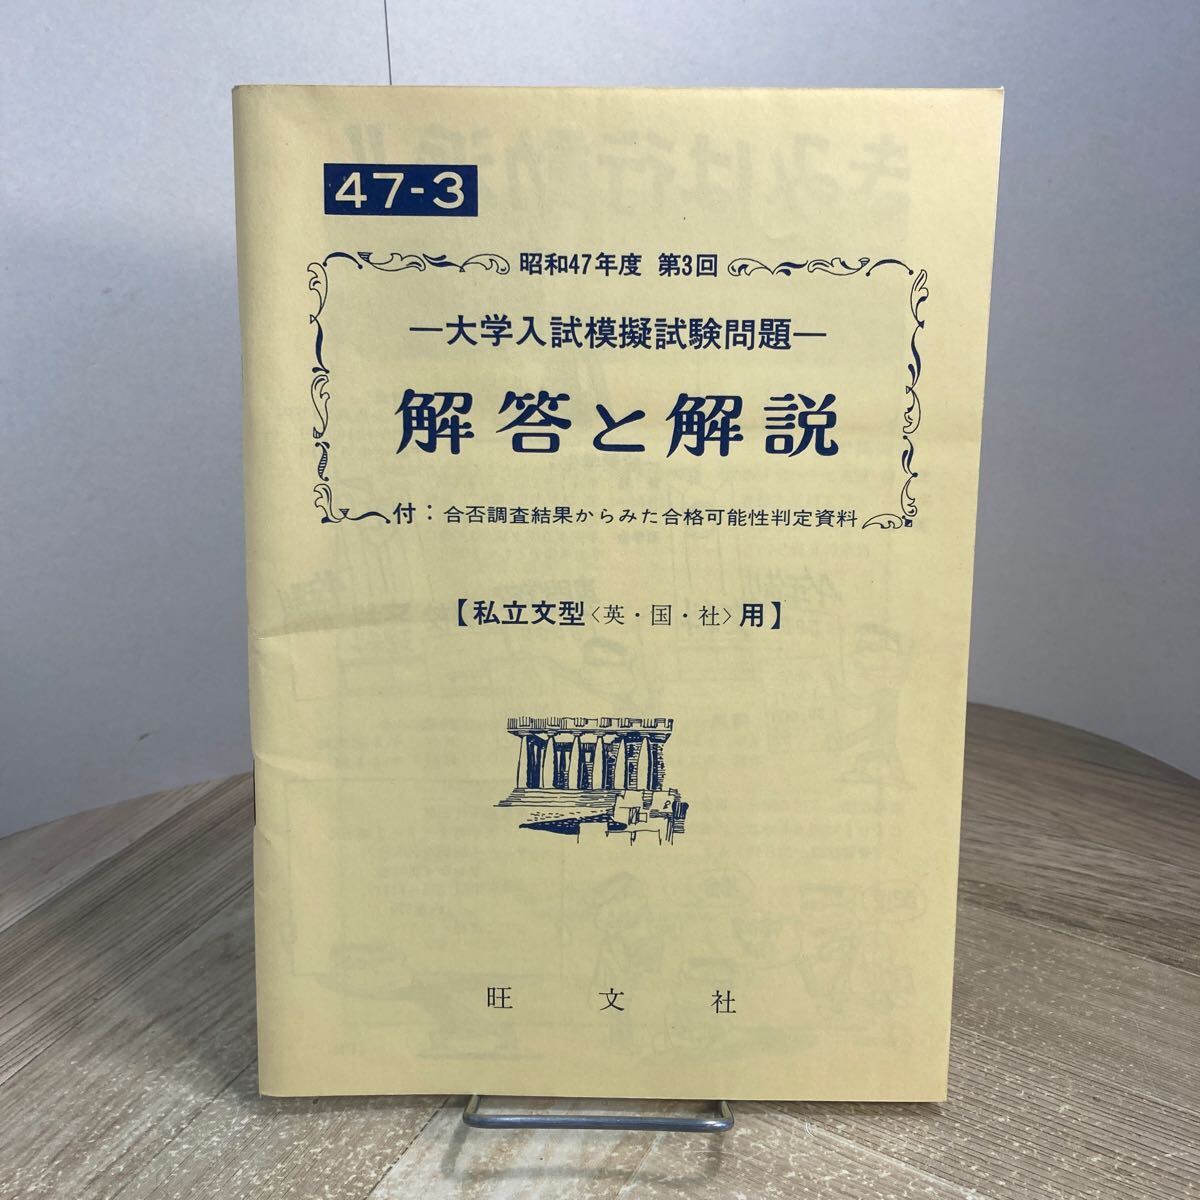 47-3
昭和47年度 第3回
―大学入試模擬試験問題―
解答と解説
付：合否調査結果からみた合格可能性判定資料
【私立文型〈英・国・社〉用】
旺文社